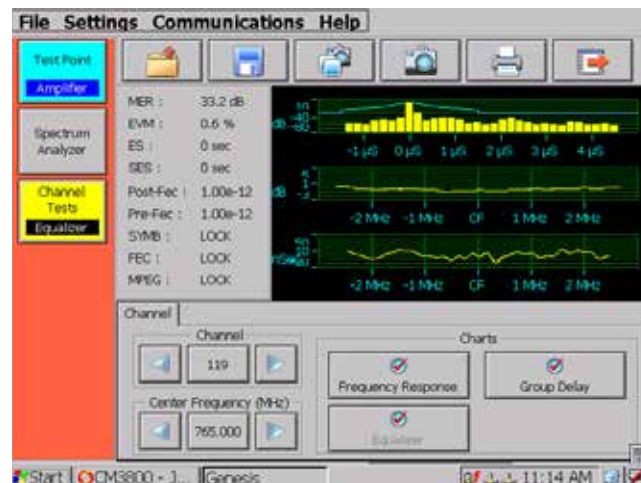 File Settings Communications Help
Test Point
Amplifier
Spectrum
Analyzer
Channel
Tests
Equalizer
MER : 33.2 dB
EVM : 0.6 %
ES : 0 sec
SES : 0 sec
Post-Fec : 1.00e-12
Pre-Fec : 1.00e-12
SYMB : LOCK
FEC : LOCK
MPEG : LOCK
dB
-1 µS 0 µS 1 µS 2 µS 3 µS 4 µS
dB
-2 MHz -1 MHz CF 1 MHz 2 MHz
-2 MHz -1 MHz CF 1 MHz 2 MHz
Channel
Channel
119
Center Frequency (MHz)
765.000
Charts
Frequency Response
Group Delay
Equalizer
Start CM3800 - 1... Genesis 11:14 AM